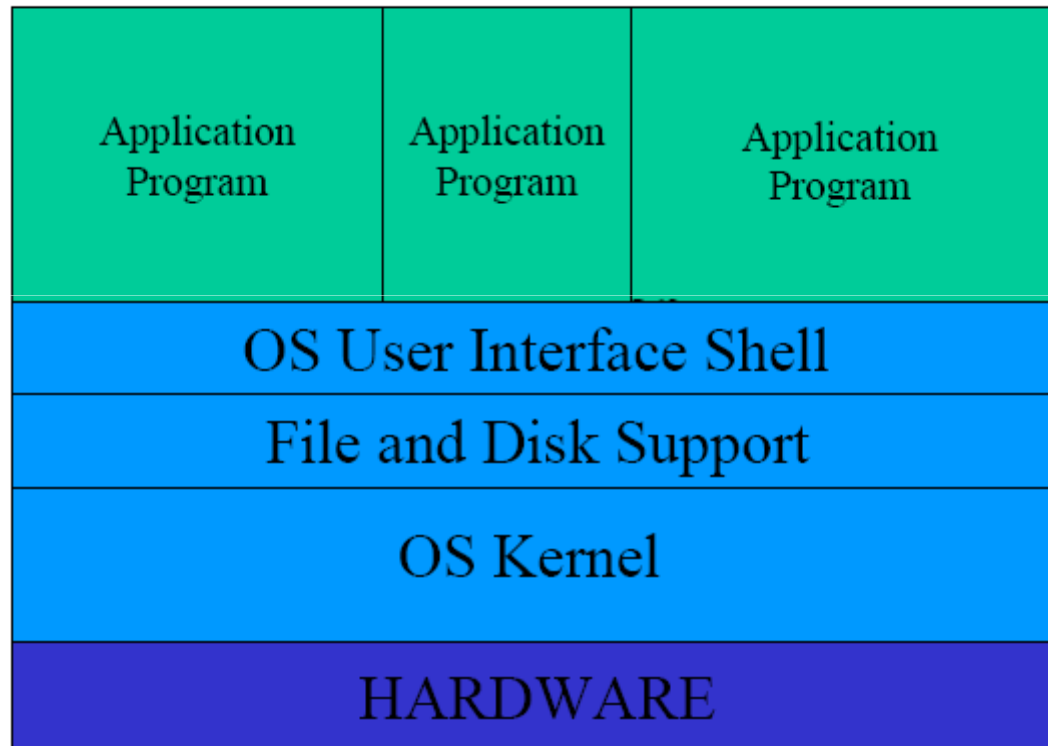 Application
Program
Application
Program
Application
Program
OS User Interface Shell
File and Disk Support
OS Kernel
HARDWARE